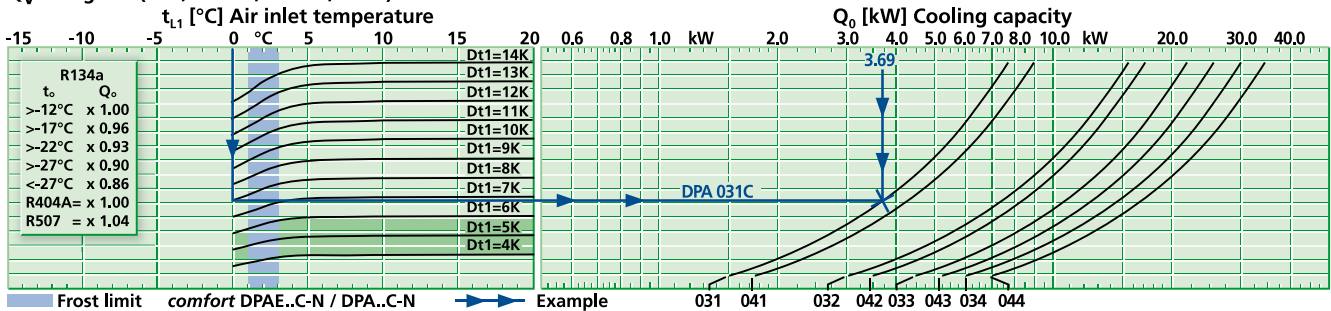 t L1 [°C] Air inlet temperature
Q0 [kW] Cooling capacity
-15 -10 -5 0 °C 5 10 15 20
0.6 0.8 1.0 kW 2.0 3.0 4.0 5.0 6.0 7.0 8.0 10.0 kW 20.0 30.0 40.0
R134a
to Qo
>-12°C x 1.00
>-17°C x 0.96
>-22°C x 0.93
>-27°C x 0.90
<-27°C x 0.86
R404A= x 1.00
R507 = x 1.04
Dt1=14K
Dt1=13K
Dt1=12K
Dt1=11K
Dt1=10K
Dt1=9K
Dt1=8K
Dt1=7K
Dt1=6K
Dt1=5K
Dt1=4K
3.69
DPA 031C
031 041 032 042 033 043 034 044
Frost limit comfort DPAE..C-N / DPA..C-N Example